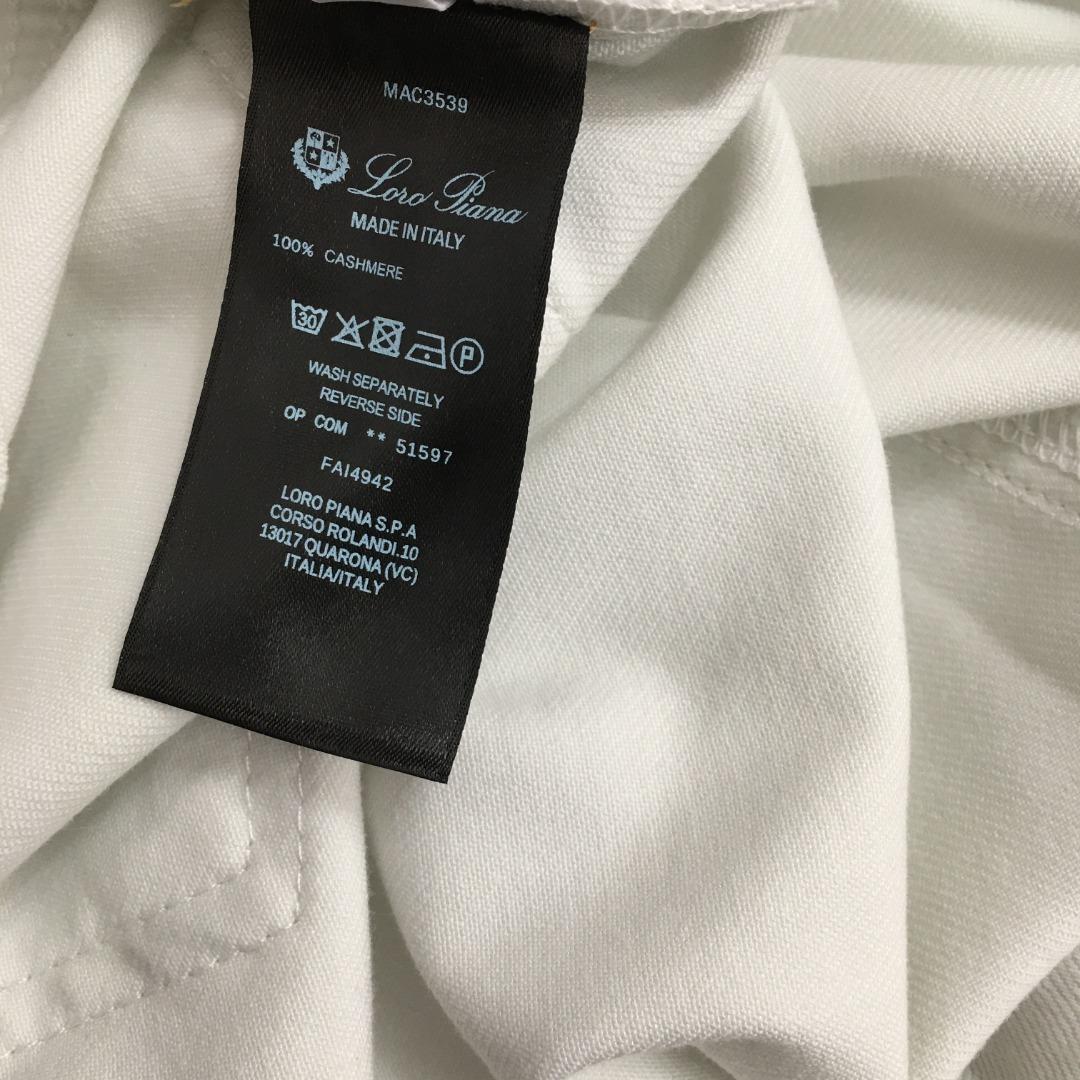 MAC3539
Loro Piana
MADE IN ITALY
100% CASHMERE
30 P
WASH SEPARATELY
REVERSE SIDE
OP COM ** 51597
FAI4942
LORO PIANA S.P.A
CORSO ROLANDI.10
13017 QUARONA (VC)
ITALIA/ITALY